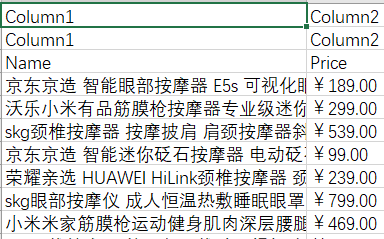 Column1 Column2
Column1 Column2
Name Price
京东京造 智能眼部按摩器 E5s 可视化 ￥189.00
沃乐小米有品筋膜枪按摩器专业级迷你 ￥299.00
skg颈椎按摩器 按摩披肩 肩颈按摩器 ￥539.00
京东京造 智能迷你砭石按摩器 电动 ￥99.00
荣耀亲选 HUAWEI HiLink颈椎按摩器 ￥239.00
skg眼部按摩仪 成人恒温热敷睡眠眼罩 ￥799.00
小米米家筋膜枪运动健身肌肉深层腰腿 ￥469.00